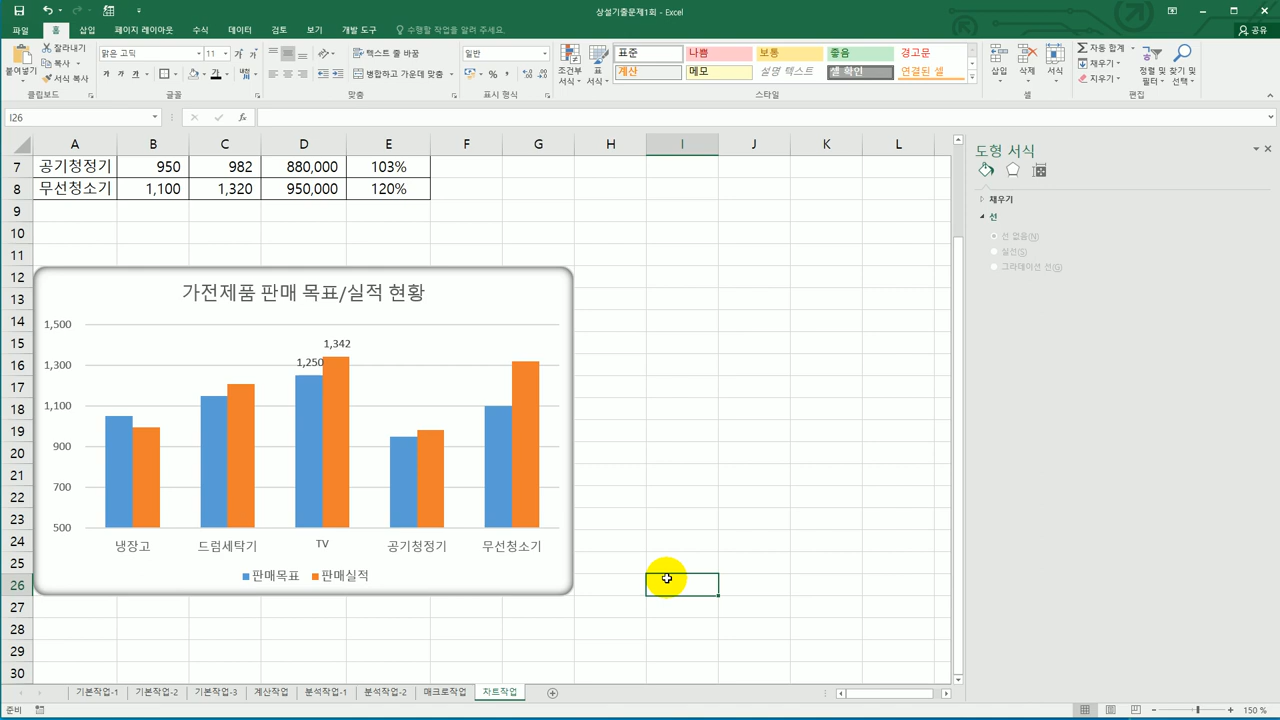 상설기출문제1회 - Excel
파일 홈 삽입 페이지 레이아웃 수식 데이터 검토 보기 개발 도구 수행할 작업을 알려 주세요. 공유
붙여넣기 잘라내기 복사 서식 복사
클립보드
맑은 고딕 11
가 가 가
글꼴
텍스트 줄 바꿈
병합하고 가운데 맞춤
맞춤
일반
표시 형식
조건부 서식 표 서식
표준 나쁨 보통 좋음 경고문
계산 메모 설명 텍스트 셀 확인 연결된 셀
스타일
삽입 삭제 서식
셀
자동 합계
채우기
지우기
정렬 및 필터 찾기 및 선택
편집
I26 fx
A B C D E F G H I J K L
7 공기청정기 950 982 880,000 103%
8 무선청소기 1,100 1,320 950,000 120%
9
10
11
12
13
14
15
16
17
18
19
20
21
22
23
24
25
26
27
28
29
30
가전제품 판매 목표/실적 현황
1,500
1,300
1,100
900
700
500
1,250
1,342
냉장고 드럼세탁기 TV 공기청정기 무선청소기
판매목표 판매실적
도형 서식
채우기
선
선 없음(N)
실선(S)
그라데이션 선(G)
기본작업-1 기본작업-2 기본작업-3 계산작업 분석작업-1 분석작업-2 매크로작업 차트작업
준비
150 %